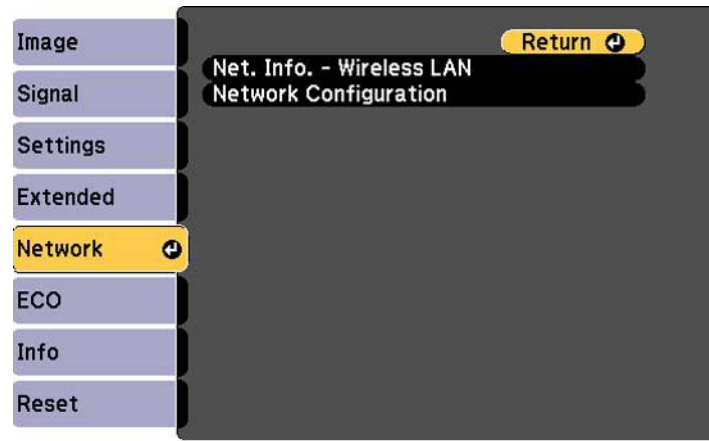 Image
Signal
Settings
Extended
Network
ECO
Info
Reset
Return
Net. Info. - Wireless LAN
Network Configuration